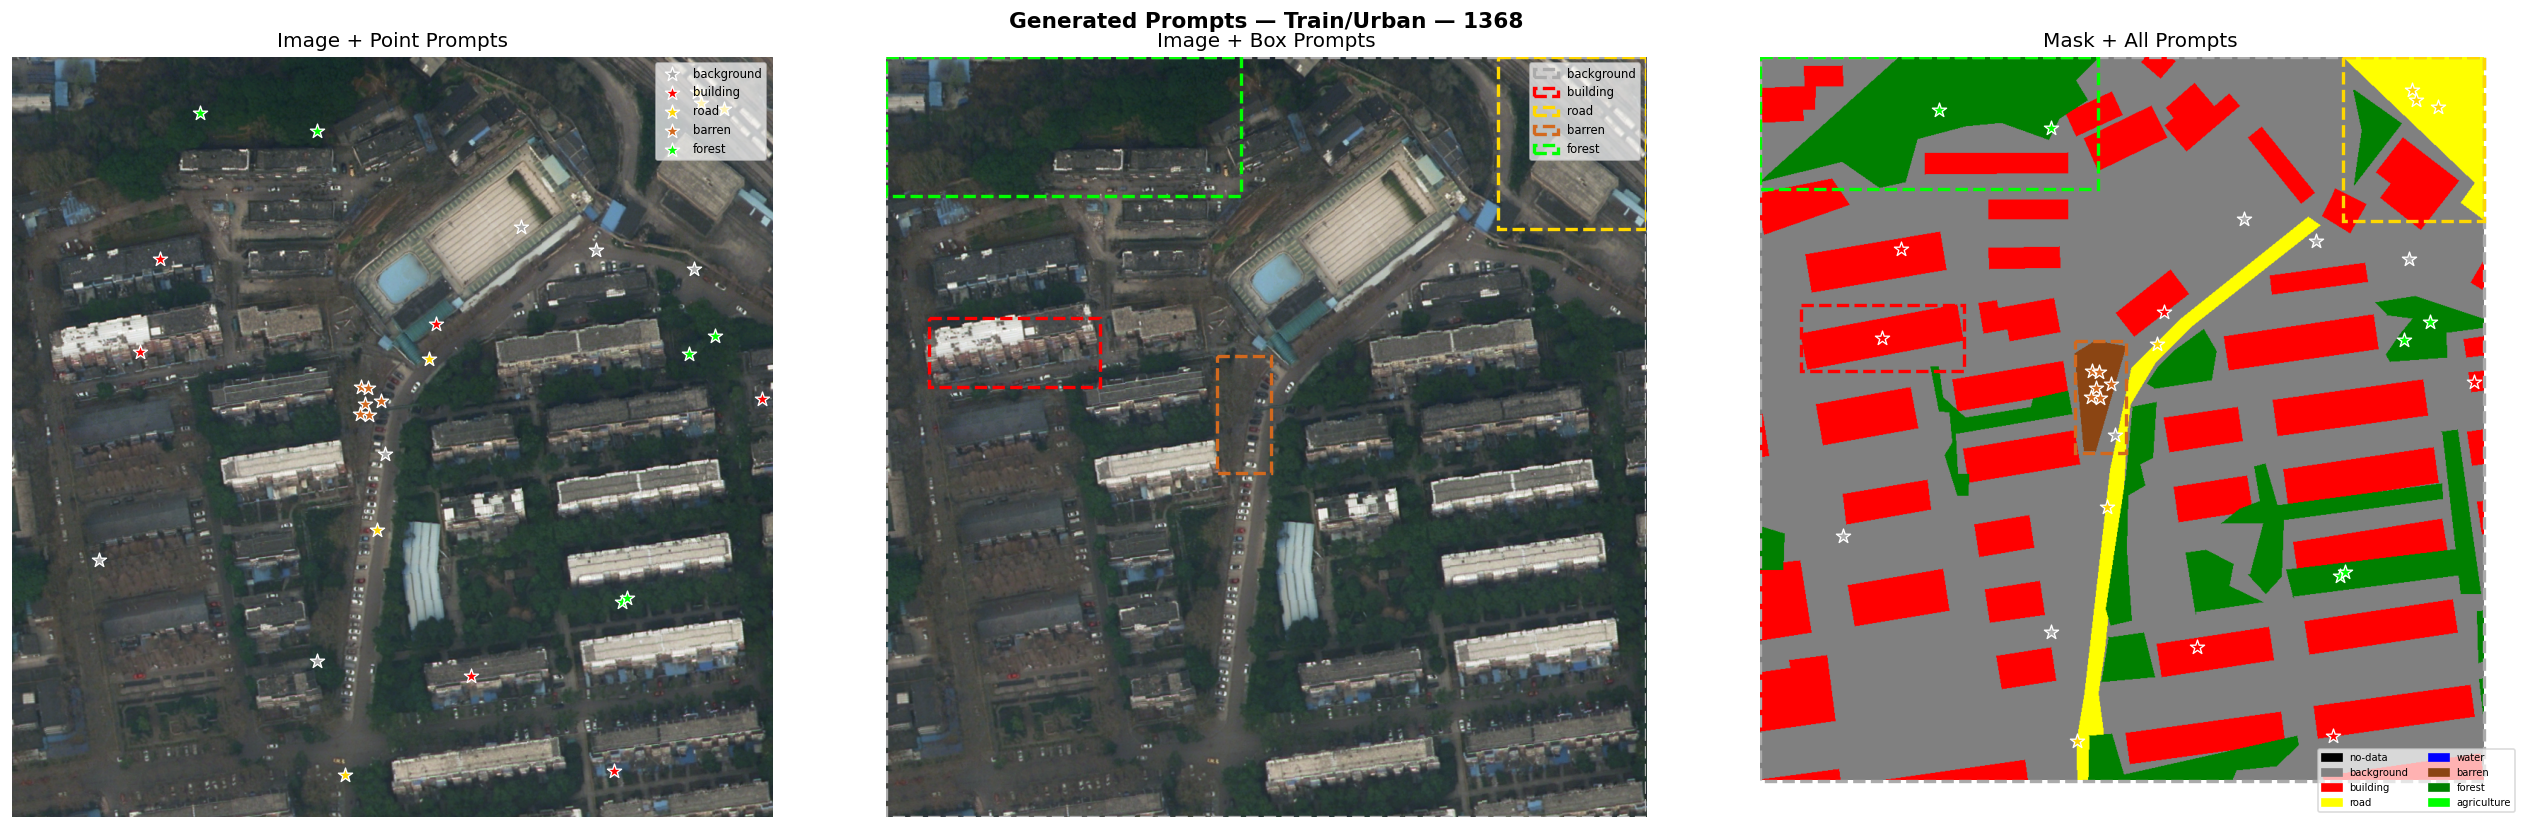 Generated Prompts — Train/Urban — 1368
Image + Point Prompts
Image + Box Prompts
Mask + All Prompts
background
building
road
barren
forest
background
building
road
barren
forest
no-data
background
building
road
water
barren
forest
agriculture